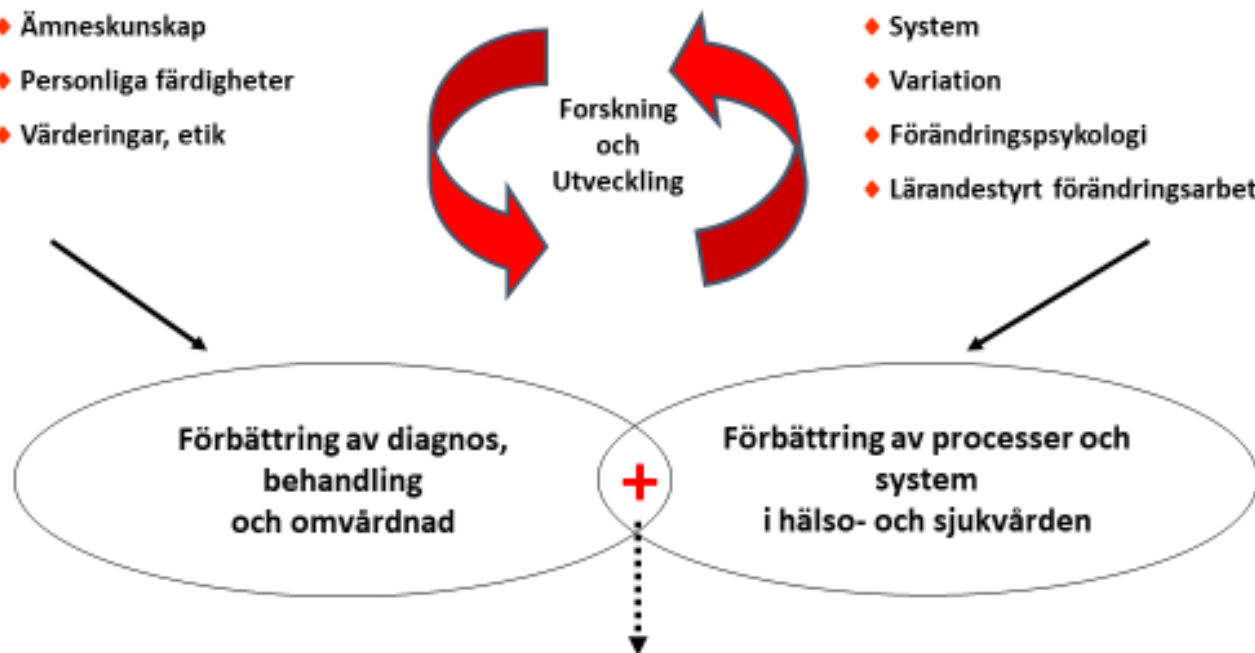 Ämneskunskap
Personliga färdigheter
Värderingar, etik
Forskning
och
Utveckling
System
Variation
Förändringspsykologi
Lärandestyrt förändringsarbet
Förbättring av diagnos,
behandling
och omvårdnad
+
Förbättring av processer och
system
i hälso- och sjukvården